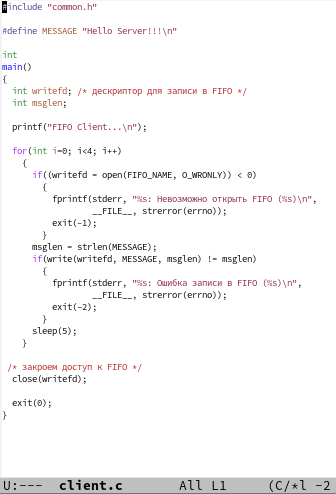 #include "common.h"

#define MESSAGE "Hello Server!!!\n"

int
main()
{
  int writefd; /* дескриптор для записи в FIFO */
  int msglen;

  printf("FIFO Client...\n");

  for(int i=0; i<4; i++)
    {
      if((writefd = open(FIFO_NAME, O_WRONLY)) < 0)
        {
          fprintf(stderr, "%s: Невозможно открыть FIFO (%s)\n",
                  __FILE__, strerror(errno));
          exit(-1);
        }
      msglen = strlen(MESSAGE);
      if(write(writefd, MESSAGE, msglen) != msglen)
        {
          fprintf(stderr, "%s: Ошибка записи в FIFO (%s)\n",
                  __FILE__, strerror(errno));
          exit(-2);
        }
      sleep(5);
    }

 /* закроем доступ к FIFO */
  close(writefd);

  exit(0);
}
U:---  client.c       All L1     (C/*l -2